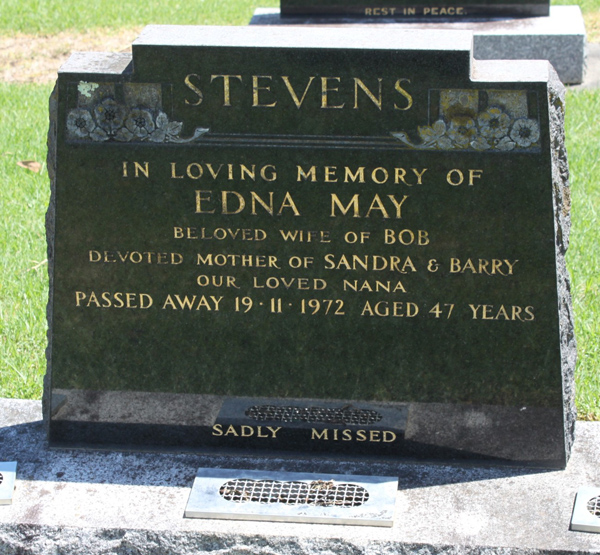 REST IN PEACE
STEVENS
IN LOVING MEMORY OF
EDNA MAY
BELOVED WIFE OF BOB
DEVOTED MOTHER OF SANDRA & BARRY
OUR LOVED NANA
PASSED AWAY 19·11·1972 AGED 47 YEARS
SADLY MISSED